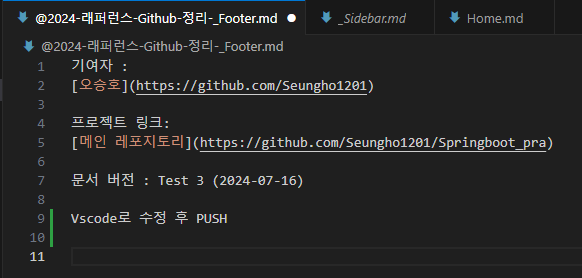 @2024-래퍼런스-Github-정리-_Footer.md
_Sidebar.md
Home.md
@2024-래퍼런스-Github-정리-_Footer.md
1 기여자 :
2 [오승호](https://github.com/Seungho1201)
3
4 프로젝트 링크:
5 [메인 레포지토리](https://github.com/Seungho1201/Springboot_pra)
6
7 문서 버전 : Test 3 (2024-07-16)
8
9 Vscode로 수정 후 PUSH
10
11